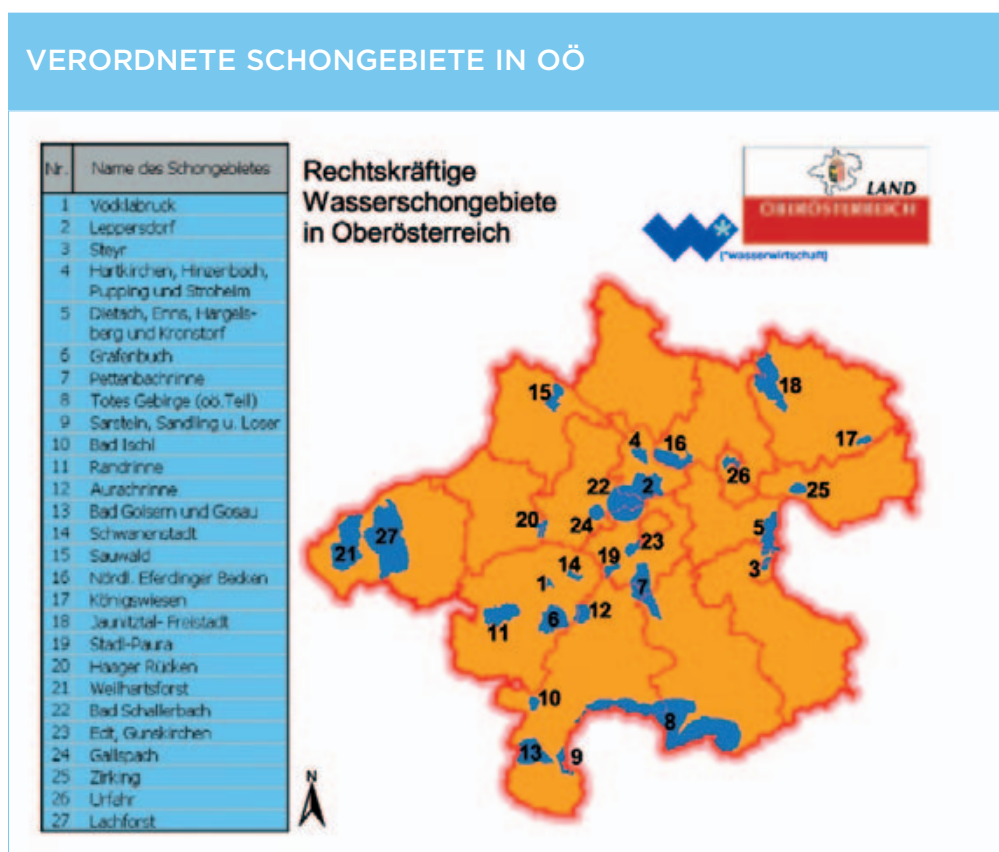 VERORDNETE SCHONGEBIETE IN OÖ
Nr. Name des Schongebietes
1 Vöcklabruck
2 Leppersdorf
3 Steyr
4 Hartkirchen, Hinzenbach,
Pupping und Stroheim
5 Dietach, Enns, Hargels-
berg und Kronstorf
6 Grafenbuch
7 Pettenbachrinne
8 Totes Gebirge (oö.Teil)
9 Sarstein, Sandling u. Loser
10 Bad Ischl
11 Randrinne
12 Aurachrinne
13 Bad Goisern und Gosau
14 Schwanenstadt
15 Sauwald
16 Nördl. Eferdinger Becken
17 Königswiesen
18 Jaunitztal- Freistadt
19 Stadl-Paura
20 Haager Rücken
21 Weilhartsforst
22 Bad Schallerbach
23 Edt, Gunskirchen
24 Gallspach
25 Zirking
26 Urfahr
27 Lachforst
Rechtskräftige
Wasserschongebiete
in Oberösterreich
LAND
OBERÖSTERREICH
(*wasserwirtschaft)
15
18
4
16
17
26
22
2
25
20
24
5
27
21
23
19
3
14
1
7
12
6
11
10
8
13
9
N